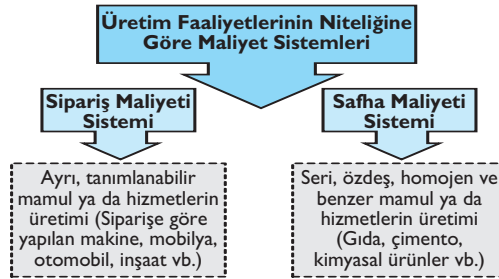 Üretim Faaliyetlerinin Niteliğine
Göre Maliyet Sistemleri
Sipariş Maliyeti
Sistemi
Ayrı, tanımlanabilir
mamul ya da hizmetlerin
üretimi (Siparişe göre
yapılan makine, mobilya,
otomobil, inşaat vb.)
Safha Maliyeti
Sistemi
Seri, özdeş, homojen ve
benzer mamul ya da
hizmetlerin üretimi
(Gıda, çimento,
kimyasal ürünler vb.)